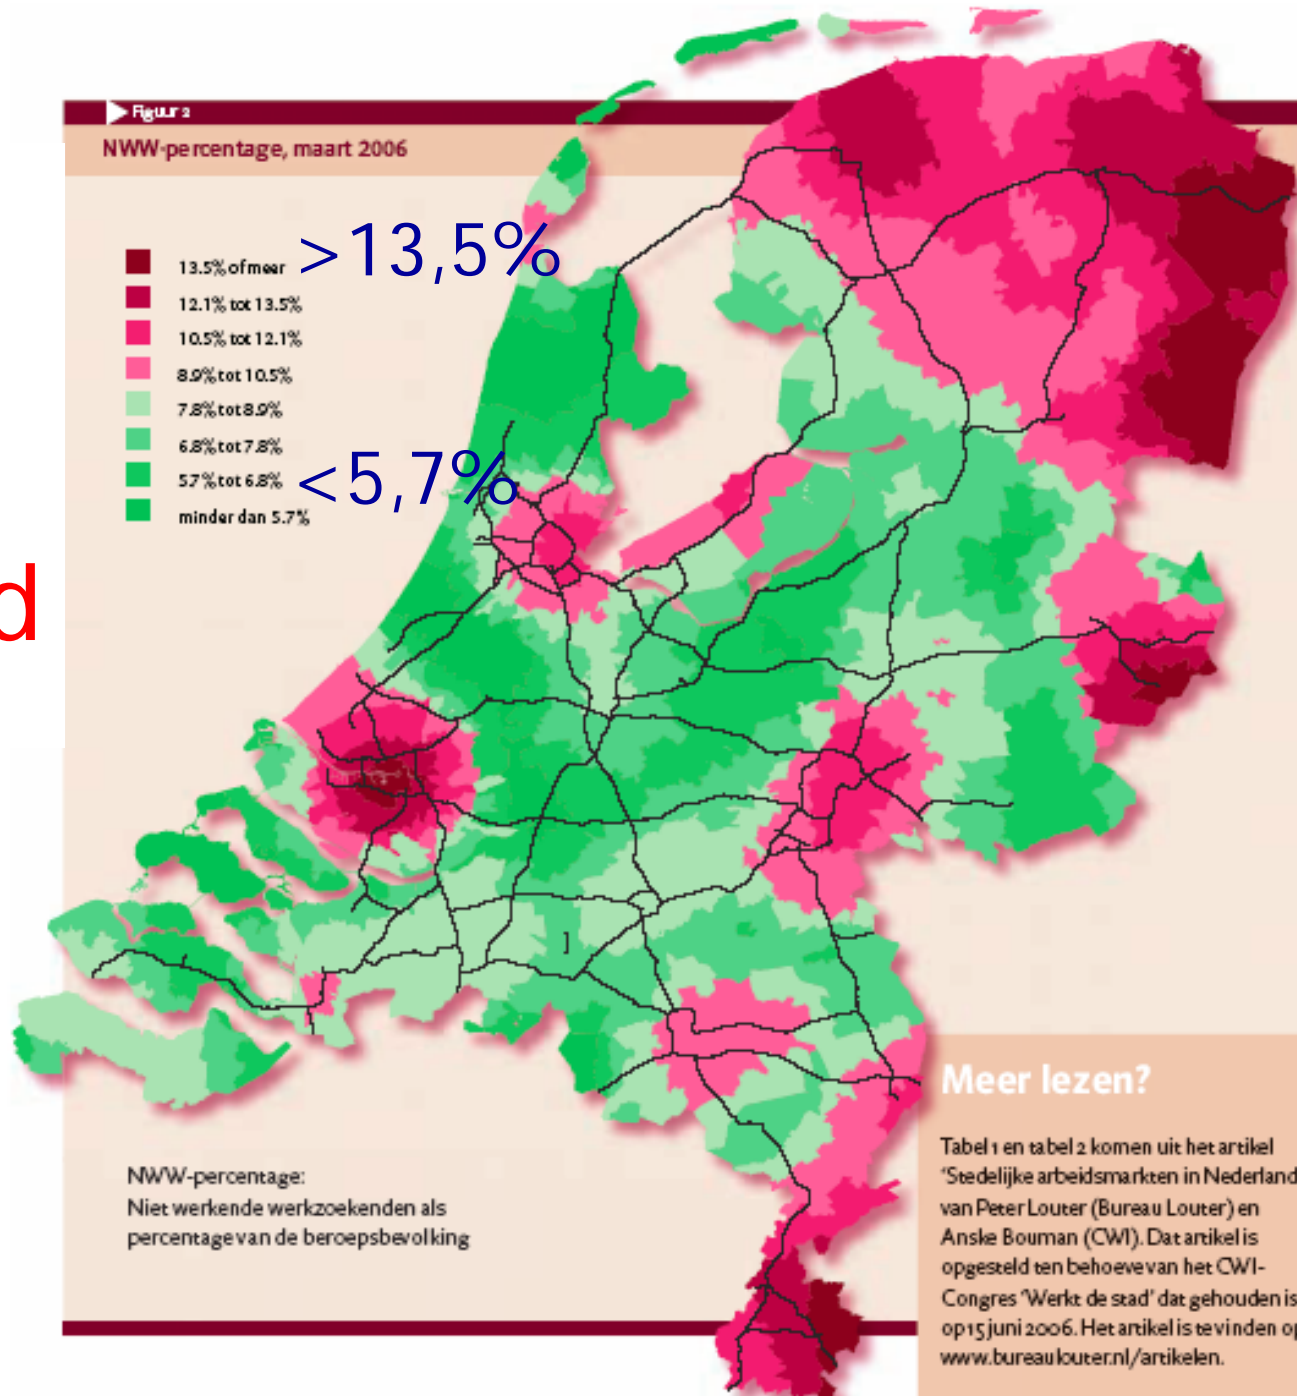 Figuur 2
NWW-percentage, maart 2006
13.5% of meer
>13,5%
12.1% tot 13.5%
10.5% tot 12.1%
8.9% tot 10.5%
7.8% tot 8.9%
6.8% tot 7.8%
5.7% tot 6.8%
<5,7%
minder dan 5.7%
d
]
NWW-percentage:
Niet werkende werkzoekenden als
percentage van de beroepsbevolking
Meer lezen?
Tabel 1 en tabel 2 komen uit het artikel
‘Stedelijke arbeidsmarkten in Nederland
van Peter Louter (Bureau Louter) en
Anske Bouman (CWI). Dat artikel is
opgesteld ten behoeve van het CWI-
Congres ‘Werkt de stad’ dat gehouden is
op 15 juni 2006. Het artikel is te vinden op
www.bureaulouter.nl/artikelen.